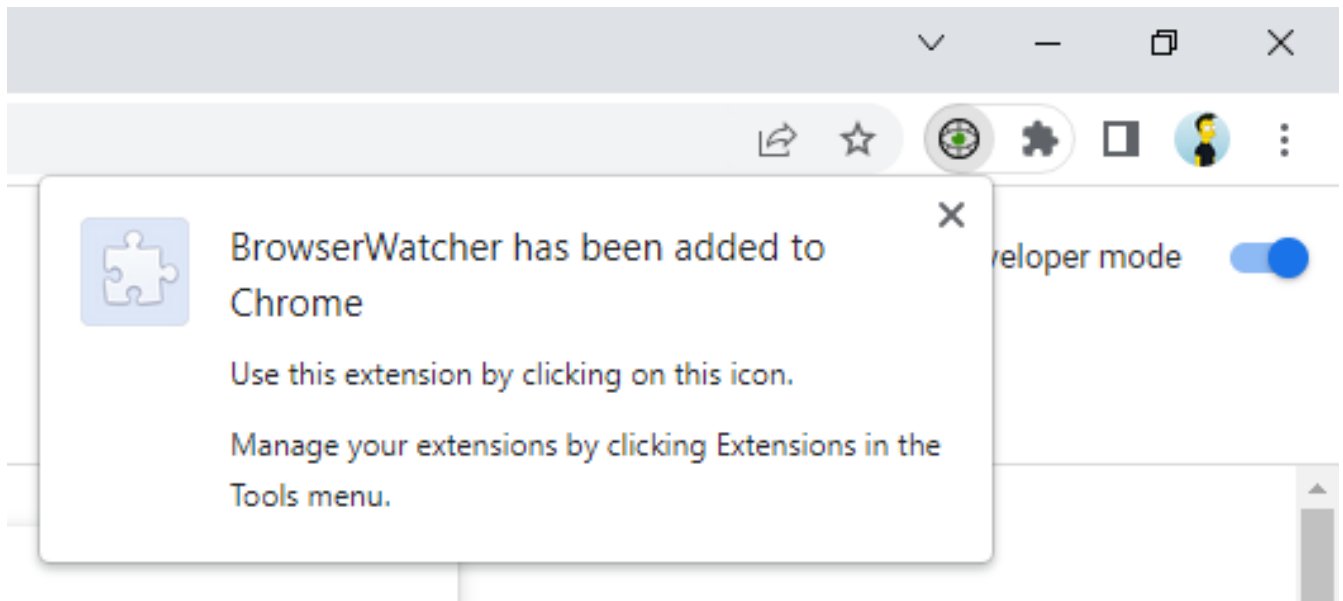 BrowserWatcher has been added to
Chrome
veloper mode
Use this extension by clicking on this icon.
Manage your extensions by clicking Extensions in the
Tools menu.